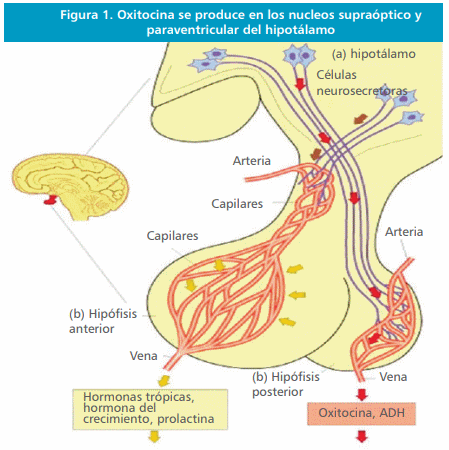 Figura 1. Oxitocina se produce en los nucleos supraóptico y
paraventricular del hipotálamo
(a) hipotálamo
Células
neurosecretoras
Arteria
Capilares
Capilares
Arteria
(b) Hipófisis
anterior
Vena
(b) Hipófisis
posterior
Vena
Hormonas trópicas,
hormona del
crecimiento, prolactina
Oxitocina, ADH